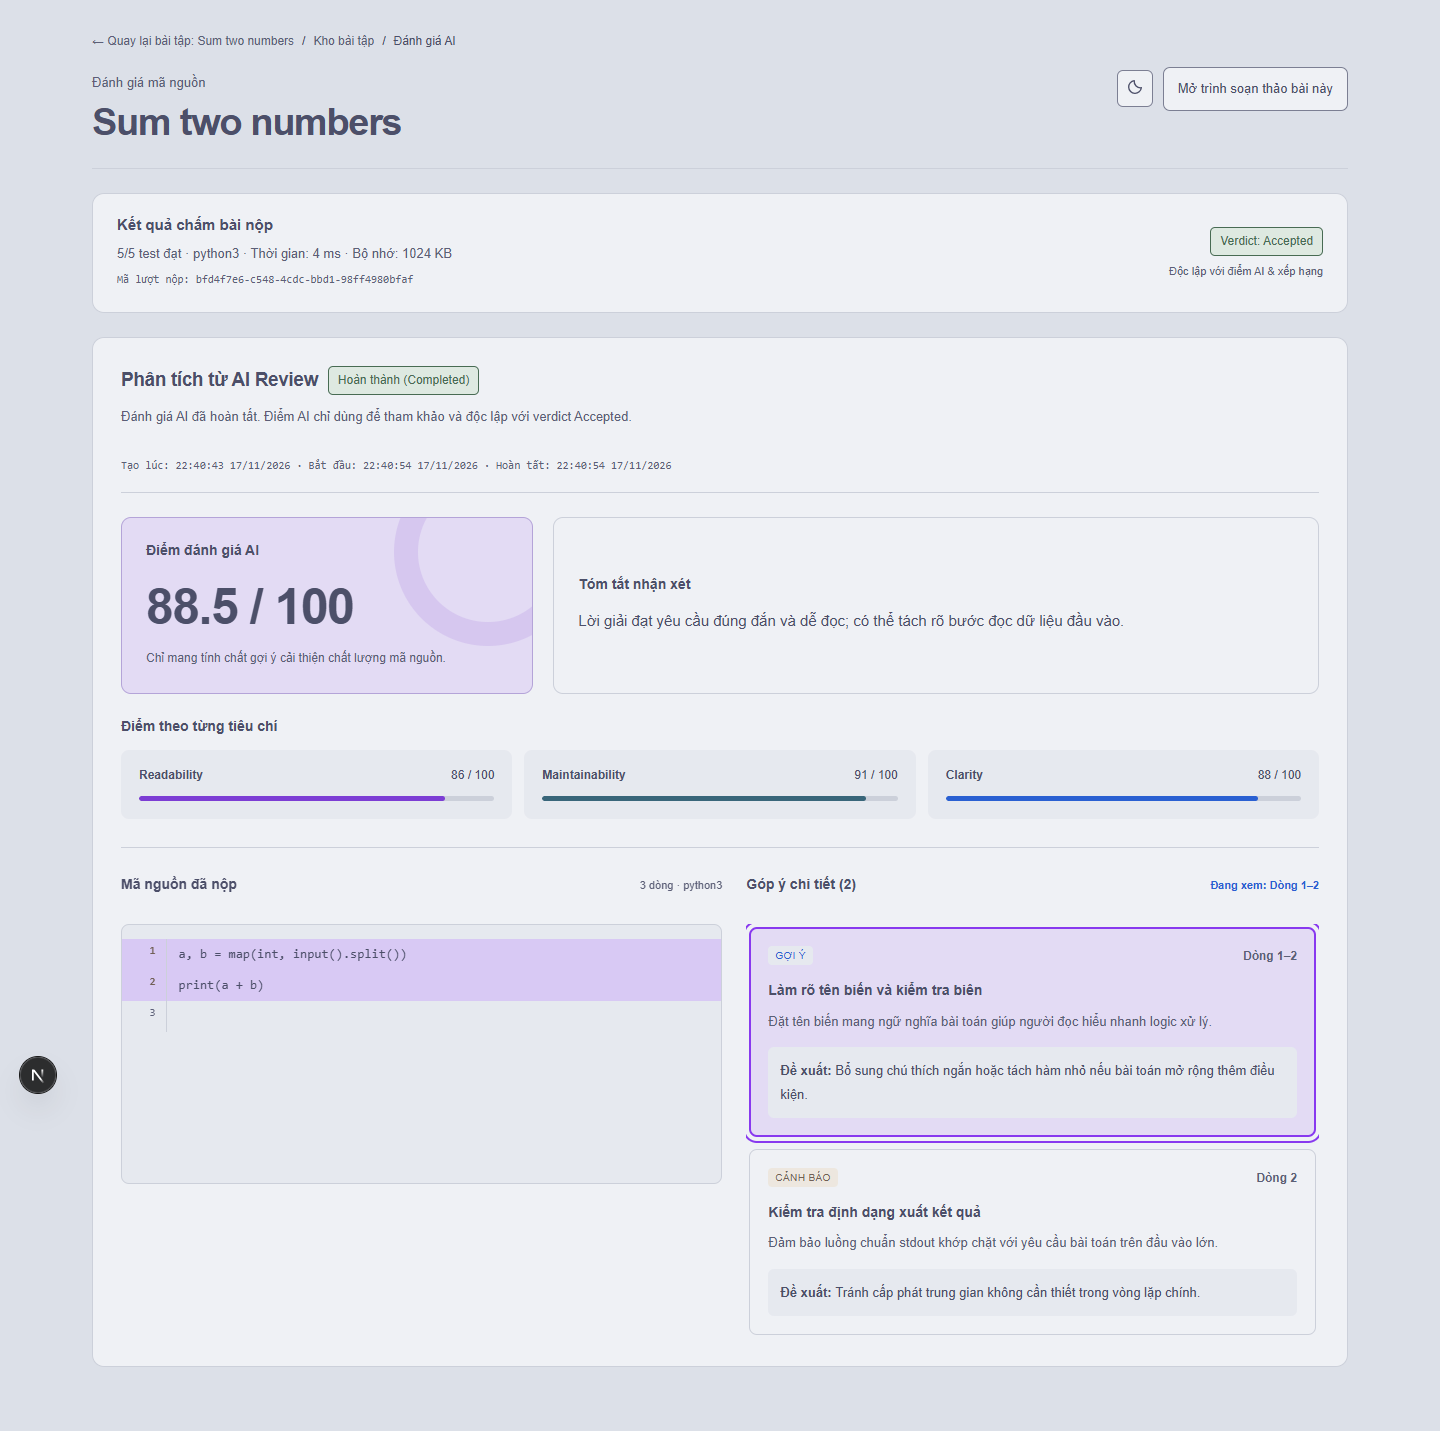 ← Quay lại bài tập: Sum two numbers / Kho bài tập / Đánh giá AI
Đánh giá mã nguồn
Sum two numbers
Mở trình soạn thảo bài này
Kết quả chấm bài nộp
5/5 test đạt · python3 · Thời gian: 4 ms · Bộ nhớ: 1024 KB
Mã lượt nộp: bfd4f7e6-c548-4cdc-bbd1-98ff4980bfaf
Verdict: Accepted
Độc lập với điểm AI & xếp hạng
Phân tích từ AI Review
Hoàn thành (Completed)
Đánh giá AI đã hoàn tất. Điểm AI chỉ dùng để tham khảo và độc lập với verdict Accepted.
Tạo lúc: 22:40:43 17/11/2026 · Bắt đầu: 22:40:54 17/11/2026 · Hoàn tất: 22:40:54 17/11/2026
Điểm đánh giá AI
88.5 / 100
Chỉ mang tính chất gợi ý cải thiện chất lượng mã nguồn.
Tóm tắt nhận xét
Lời giải đạt yêu cầu đúng đắn và dễ đọc; có thể tách rõ bước đọc dữ liệu đầu vào.
Điểm theo từng tiêu chí
Readability 86 / 100
Maintainability 91 / 100
Clarity 88 / 100
Mã nguồn đã nộp
3 dòng · python3
1 a, b = map(int, input().split())
2 print(a + b)
3
Góp ý chi tiết (2)
Đang xem: Dòng 1–2
GỢI Ý
Dòng 1–2
Làm rõ tên biến và kiểm tra biên
Đặt tên biến mang ngữ nghĩa bài toán giúp người đọc hiểu nhanh logic xử lý.
Đề xuất: Bổ sung chú thích ngắn hoặc tách hàm nhỏ nếu bài toán mở rộng thêm điều
kiện.
CẢNH BÁO
Dòng 2
Kiểm tra định dạng xuất kết quả
Đảm bảo luồng chuẩn stdout khớp chặt với yêu cầu bài toán trên đầu vào lớn.
Đề xuất: Tránh cấp phát trung gian không cần thiết trong vòng lặp chính.
N